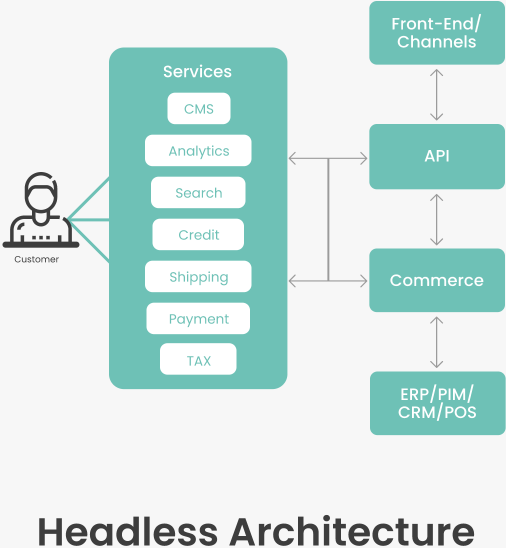 Front-End/
Channels
Services
CMS
Analytics
API
Search
Credit
Customer
Shipping
Commerce
Payment
TAX
ERP/PIM/
CRM/POS
Headless Architecture